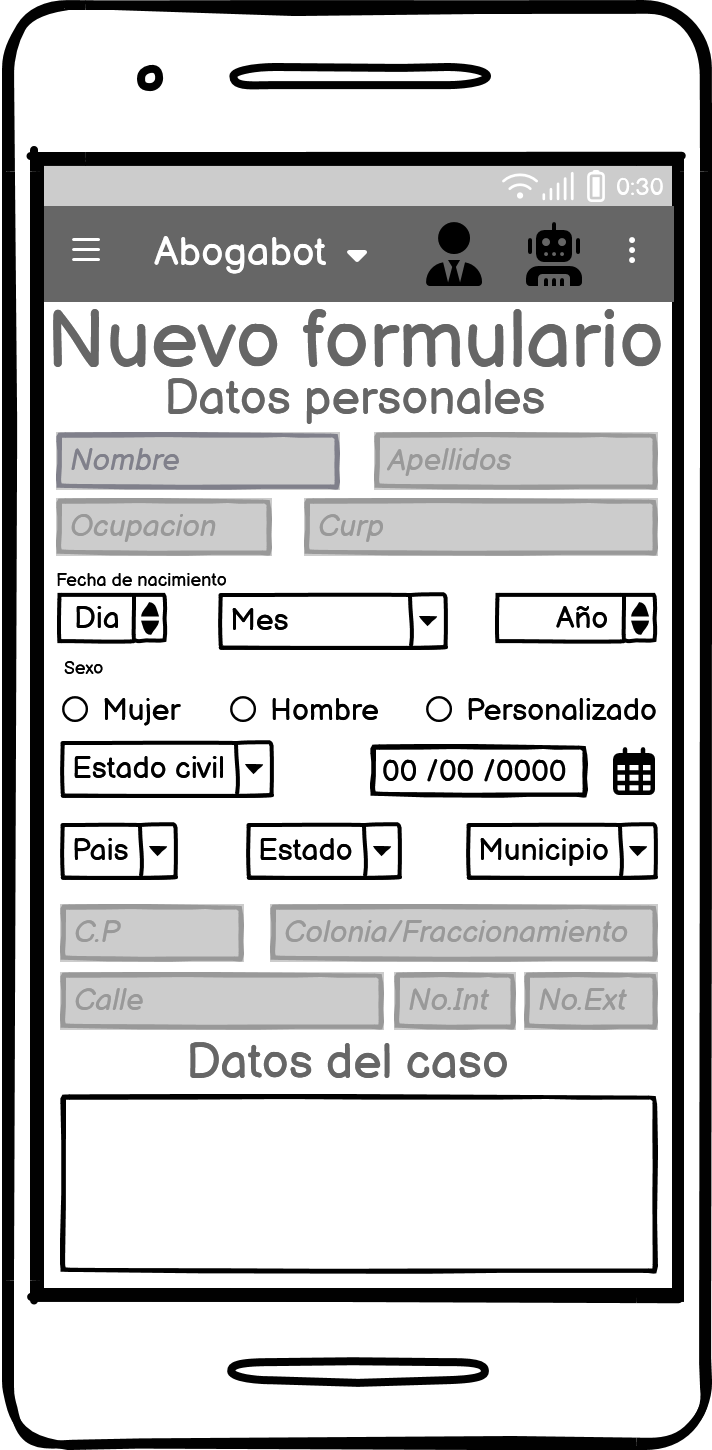 0:30
Abogabot
Nuevo formulario
Datos personales
Nombre Apellidos
Ocupacion Curp
Fecha de nacimiento
Dia Mes Año
Sexo
Mujer Hombre Personalizado
Estado civil 00 /00 /0000
Pais Estado Municipio
C.P Colonia/Fraccionamiento
Calle No.Int No.Ext
Datos del caso